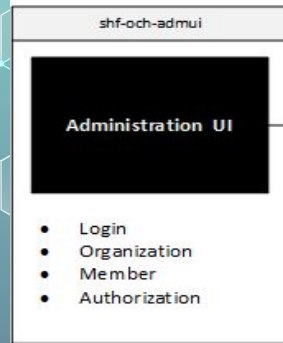 shf-och-admui
Administration UI
• Login
• Organization
• Member
• Authorization